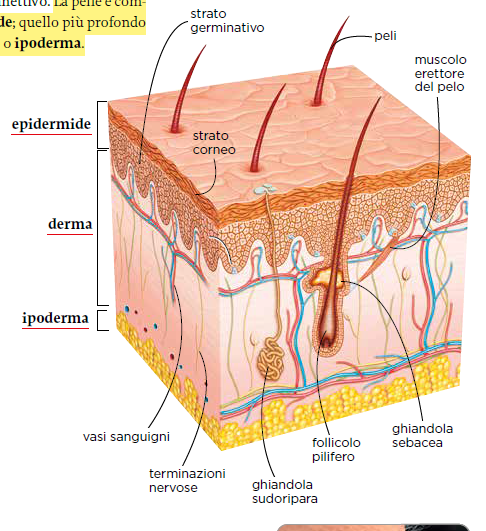 nettivo. La pelle è com-
de; quello più profondo
o ipoderma.
strato
germinativo
peli
muscolo
erettore
del pelo
epidermide
strato
corneo
derma
ipoderma
vasi sanguigni
terminazioni
nervose
ghiandola
sudoripara
follicolo
pilifero
ghiandola
sebacea